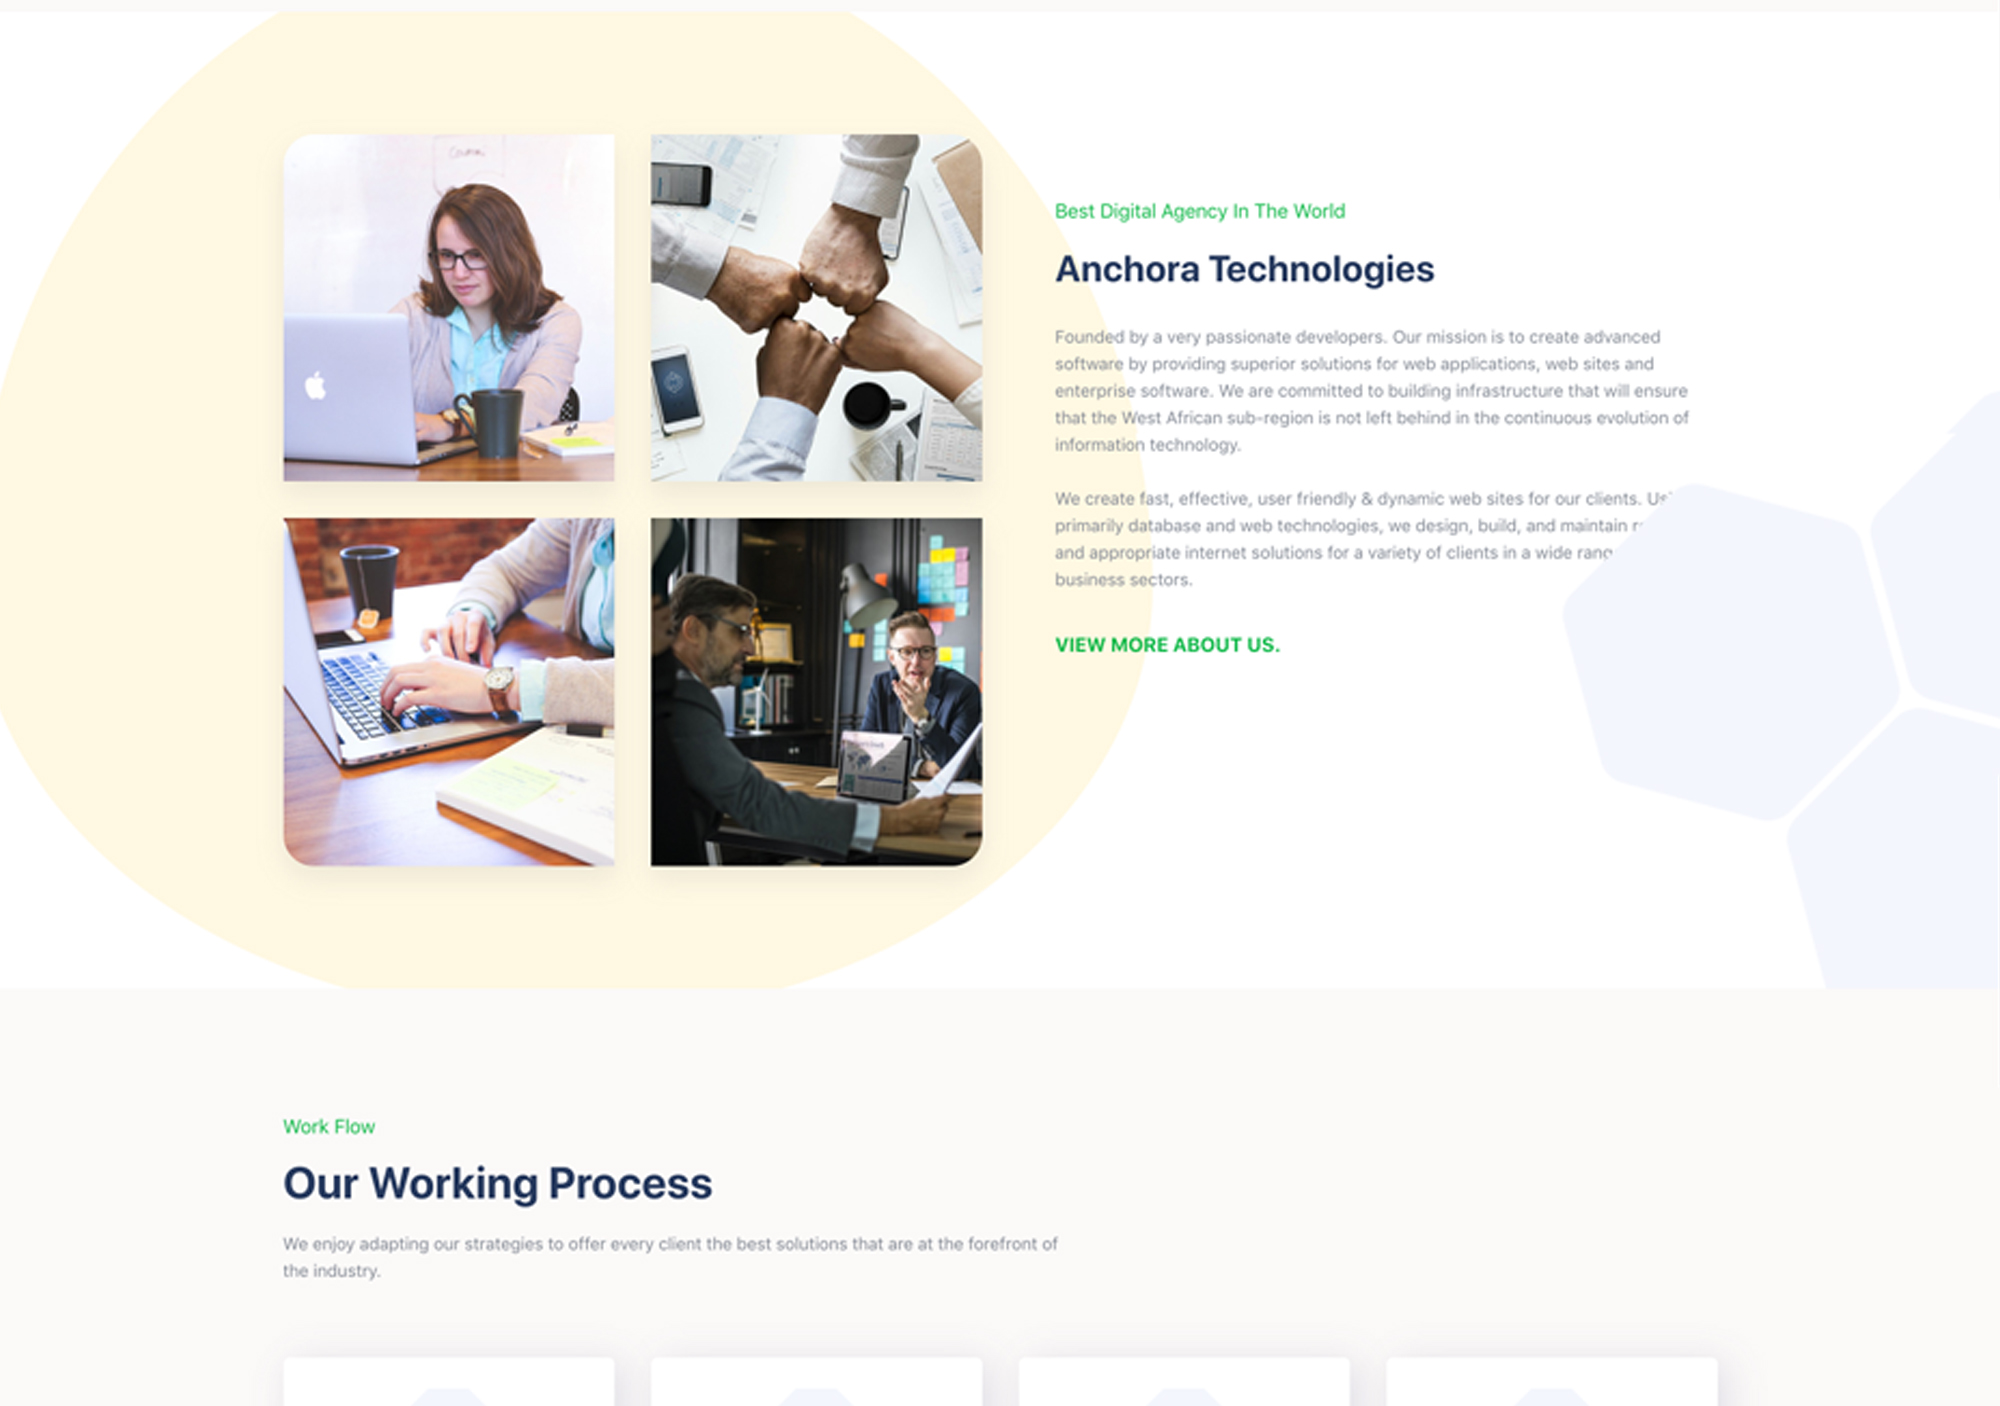 Best Digital Agency In The World
Anchora Technologies
Founded by a very passionate developers. Our mission is to create advanced
software by providing superior solutions for web applications, web sites and
enterprise software. We are committed to building infrastructure that will ensure
that the West African sub-region is not left behind in the continuous evolution of
information technology.
We create fast, effective, user friendly & dynamic web sites for our clients.
primarily database and web technologies, we design, build, and maintain
and appropriate internet solutions for a variety of clients in a wide
business sectors.
VIEW MORE ABOUT US.
Work Flow
Our Working Process
We enjoy adapting our strategies to offer every client the best solutions that are at the forefront of
the industry.